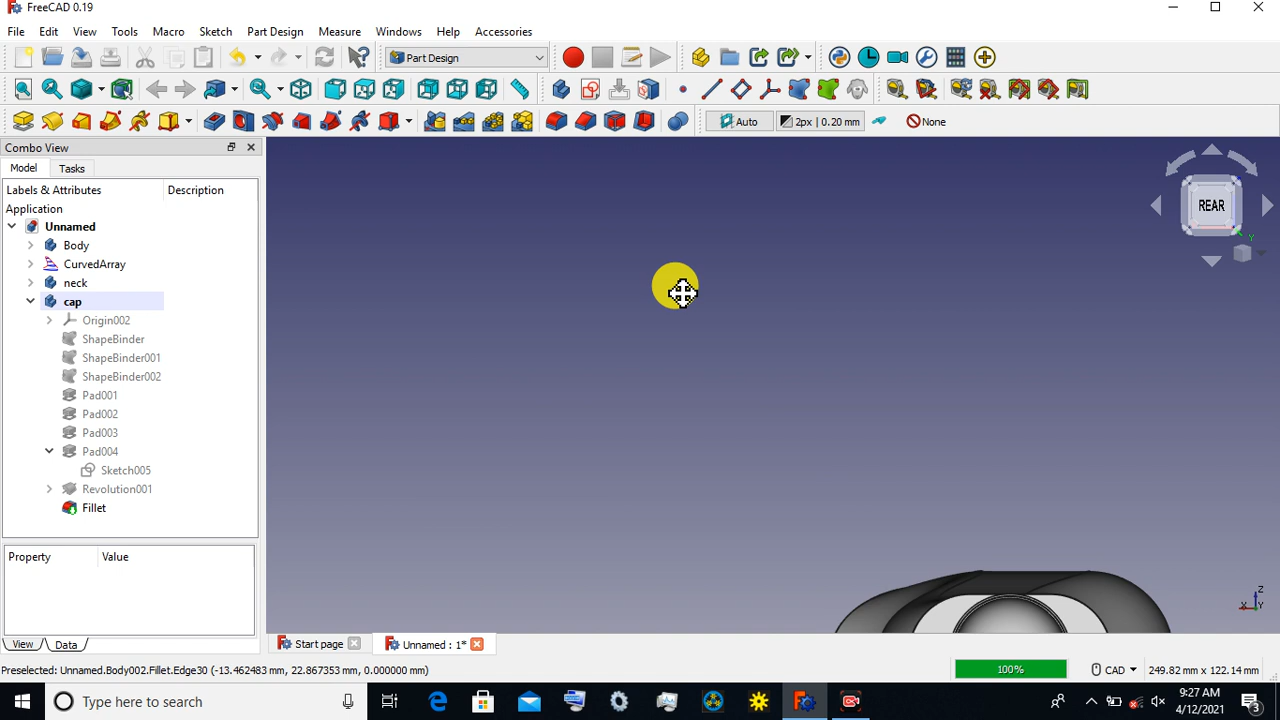 FreeCAD 0.19
File Edit View Tools Macro Sketch Part Design Measure Windows Help Accessories
Part Design
Auto 2px | 0.20 mm None
Combo View
Model Tasks
Labels & Attributes Description
Application
Unnamed
Body
CurvedArray
neck
cap
Origin002
ShapeBinder
ShapeBinder001
ShapeBinder002
Pad001
Pad002
Pad003
Pad004
Sketch005
Revolution001
Fillet
Property Value
View Data
REAR
Y
Z
X Y
Start page Unnamed : 1*
Preselected: Unnamed.Body002.Fillet.Edge30 (-13.462483 mm, 22.867353 mm, 0.000000 mm) 100% CAD 249.82 mm x 122.14 mm
Type here to search
9:27 AM
4/12/2021
3